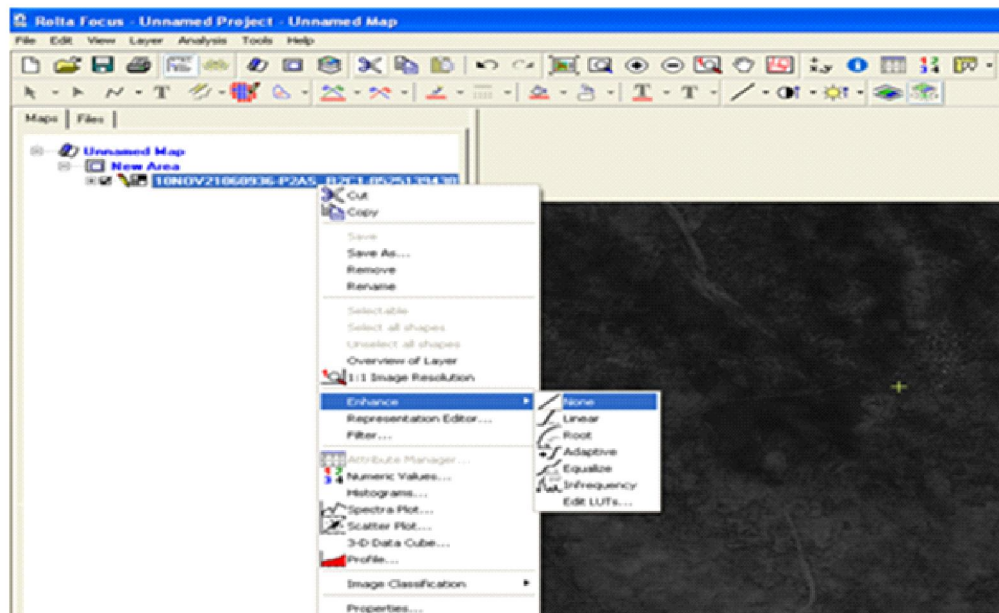 Rolta Focus - Unnamed Project - Unnamed Map
File Edit View Layer Analysis Tools Help
Maps Files
Unnamed Map
New Area
10NOV21060936-P2AS_R2C1-052513943010
Cut
Copy
Save
Save As...
Remove
Rename
Selectable
Select all shapes
Unselect all shapes
Overview of Layer
1:1 Image Resolution
Enhance
Representation Editor...
Filter...
Attribute Manager...
Numeric Values...
Histograms...
Spectra Plot...
Scatter Plot...
3-D Data Cube...
Profile...
Image Classification
Properties...
None
Linear
Root
Adaptive
Equalize
Infrequency
Edit LUTs...